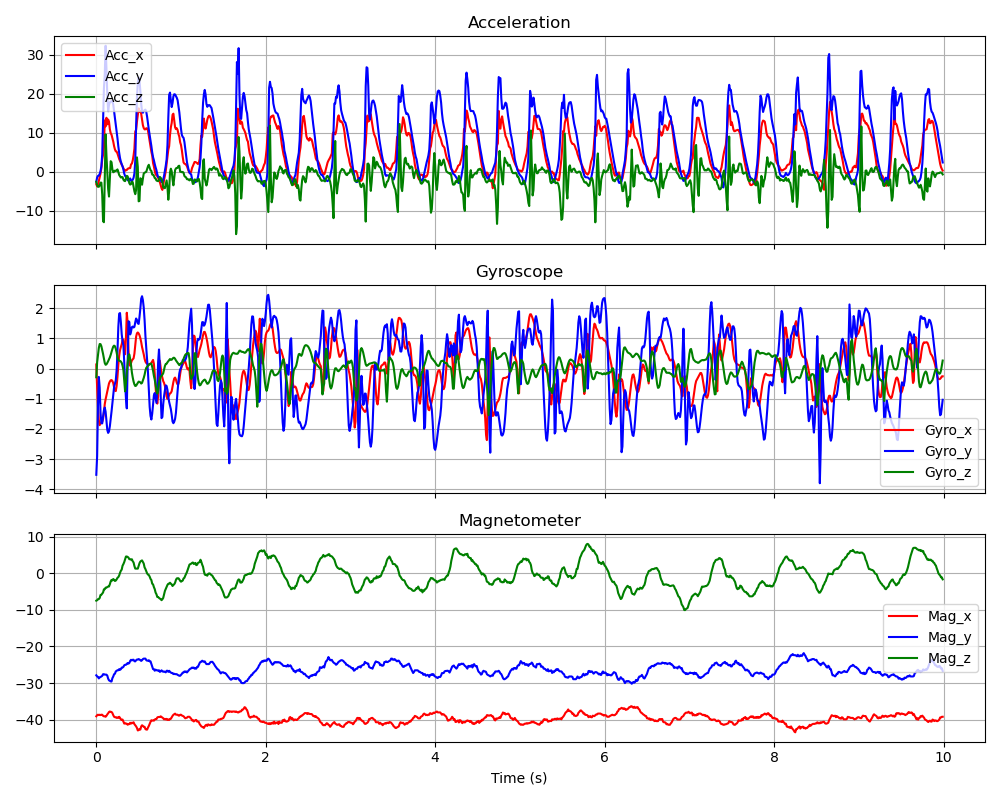 Acceleration
Acc_x
Acc_y
Acc_z
30
20
10
0
−10
Gyroscope
2
1
0
−1
−2
−3
−4
Gyro_x
Gyro_y
Gyro_z
Magnetometer
10
0
−10
−20
−30
−40
Mag_x
Mag_y
Mag_z
0 2 4 6 8 10
Time (s)